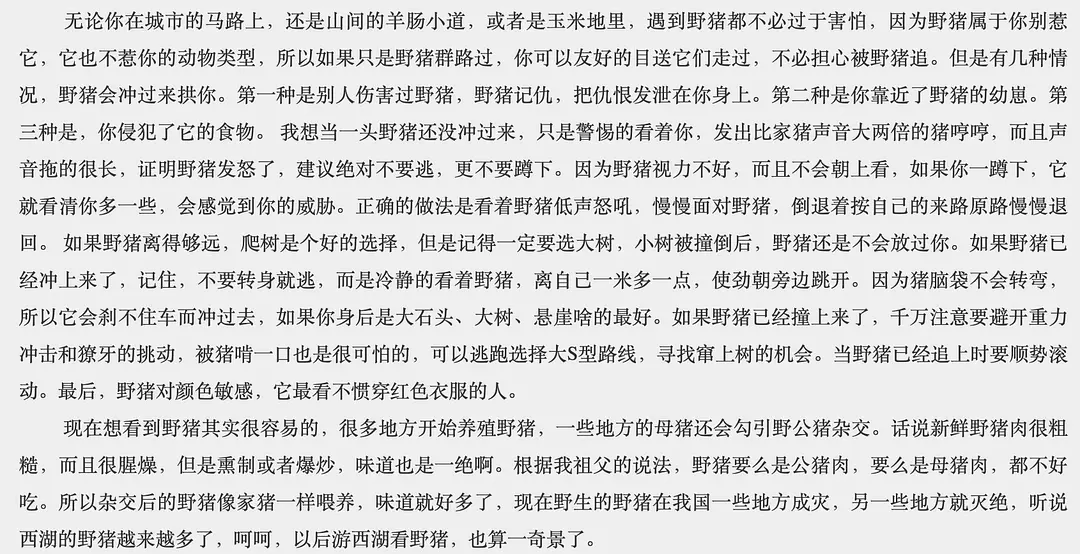 无论你在城市的马路上，还是山间的羊肠小道，或者是玉米地里，遇到野猪都不必过于害怕，因为野猪属于你别惹
它，它也不惹你的动物类型，所以如果只是野猪群路过，你可以友好的目送它们走过，不必担心被野猪追。但是有几种情
况，野猪会冲过来拱你。第一种是别人伤害过野猪，野猪记仇，把仇恨发泄在你身上。第二种是你靠近了野猪的幼崽。第
三种是，你侵犯了它的食物。 我想当一头野猪还没冲过来，只是警惕的看着你，发出比家猪声音大两倍的猪哼哼，而且声
音拖的很长，证明野猪发怒了，建议绝对不要逃，更不要蹲下。因为野猪视力不好，而且不会朝上看，如果你一蹲下，它
就看清你多一些，会感觉到你的威胁。正确的做法是看着野猪低声怒吼，慢慢面对野猪，倒退着按自己的来路原路慢慢退
回。 如果野猪离得够远，爬树是个好的选择，但是记得一定要选大树，小树被撞倒后，野猪还是不会放过你。如果野猪已
经冲上来了，记住，不要转身就逃，而是冷静的看着野猪，离自己一米多一点，使劲朝旁边跳开。因为猪脑袋不会转弯，
所以它会刹不住车而冲过去，如果你身后是大石头、大树、悬崖啥的最好。如果野猪已经撞上来了，千万注意要避开重力
冲击和獠牙的挑动，被猪啃一口也是很可怕的，可以逃跑选择大S型路线，寻找窜上树的机会。当野猪已经追上时要顺势滚
动。最后，野猪对颜色敏感，它最看不惯穿红色衣服的人。
现在想看到野猪其实很容易的，很多地方开始养殖野猪，一些地方的母猪还会勾引野公猪杂交。话说新鲜野猪肉很粗
糙，而且很腥燥，但是熏制或者爆炒，味道也是一绝啊。根据我祖父的说法，野猪要么是公猪肉，要么是母猪肉，都不好
吃。所以杂交后的野猪像家猪一样喂养，味道就好多了，现在野生的野猪在我国一些地方成灾，另一些地方就灭绝，听说
西湖的野猪越来越多了，呵呵，以后游西湖看野猪，也算一奇景了。